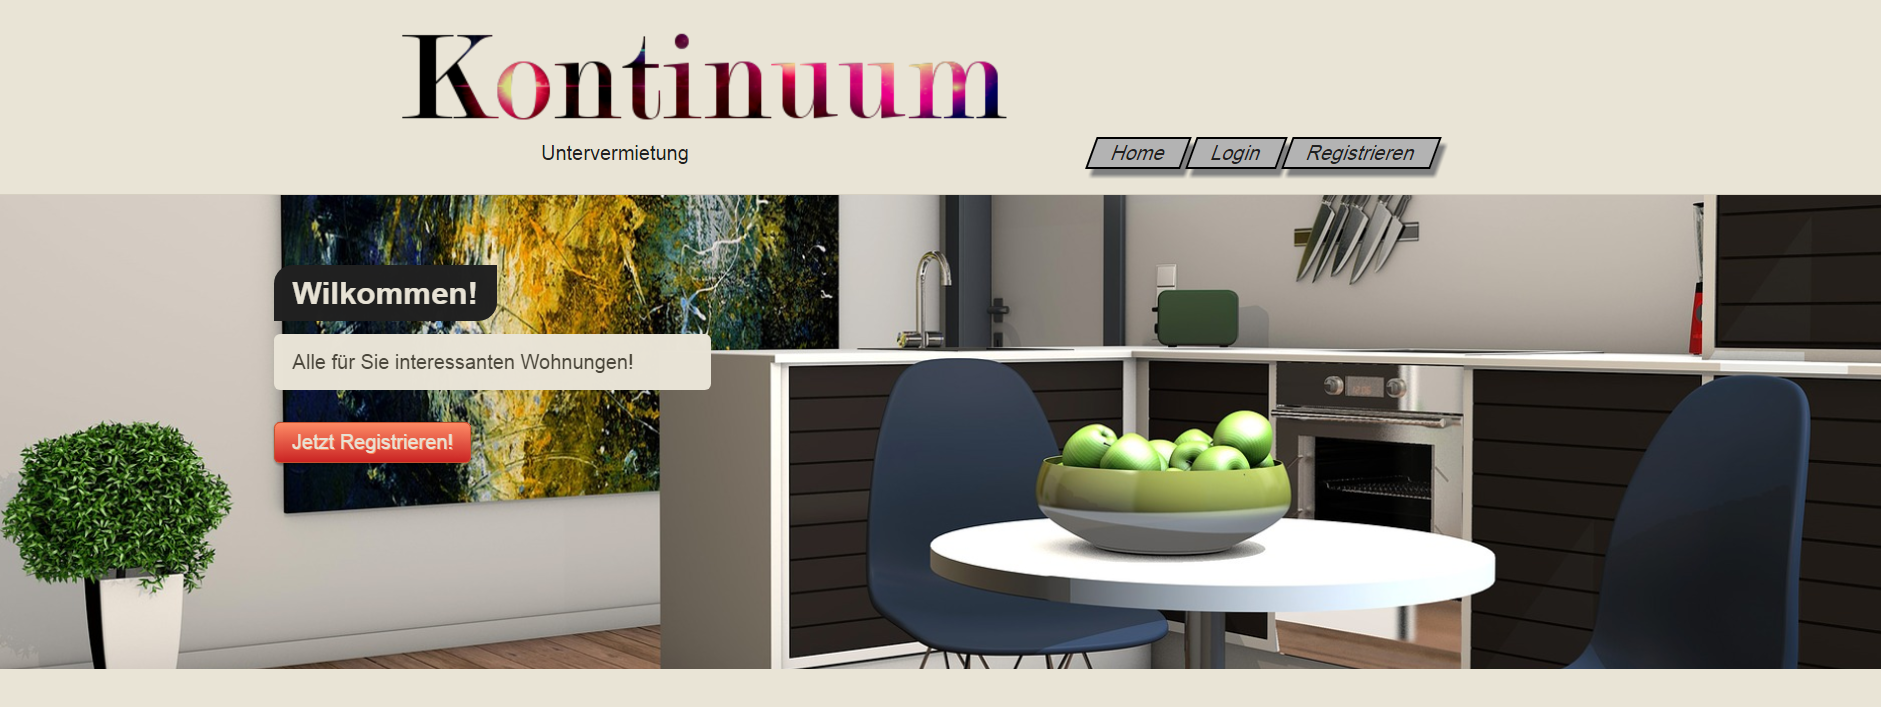 Kontinuum
Untervermietung
Home Login Registrieren
Wilkommen!
Alle für Sie interessanten Wohnungen!
Jetzt Registrieren!